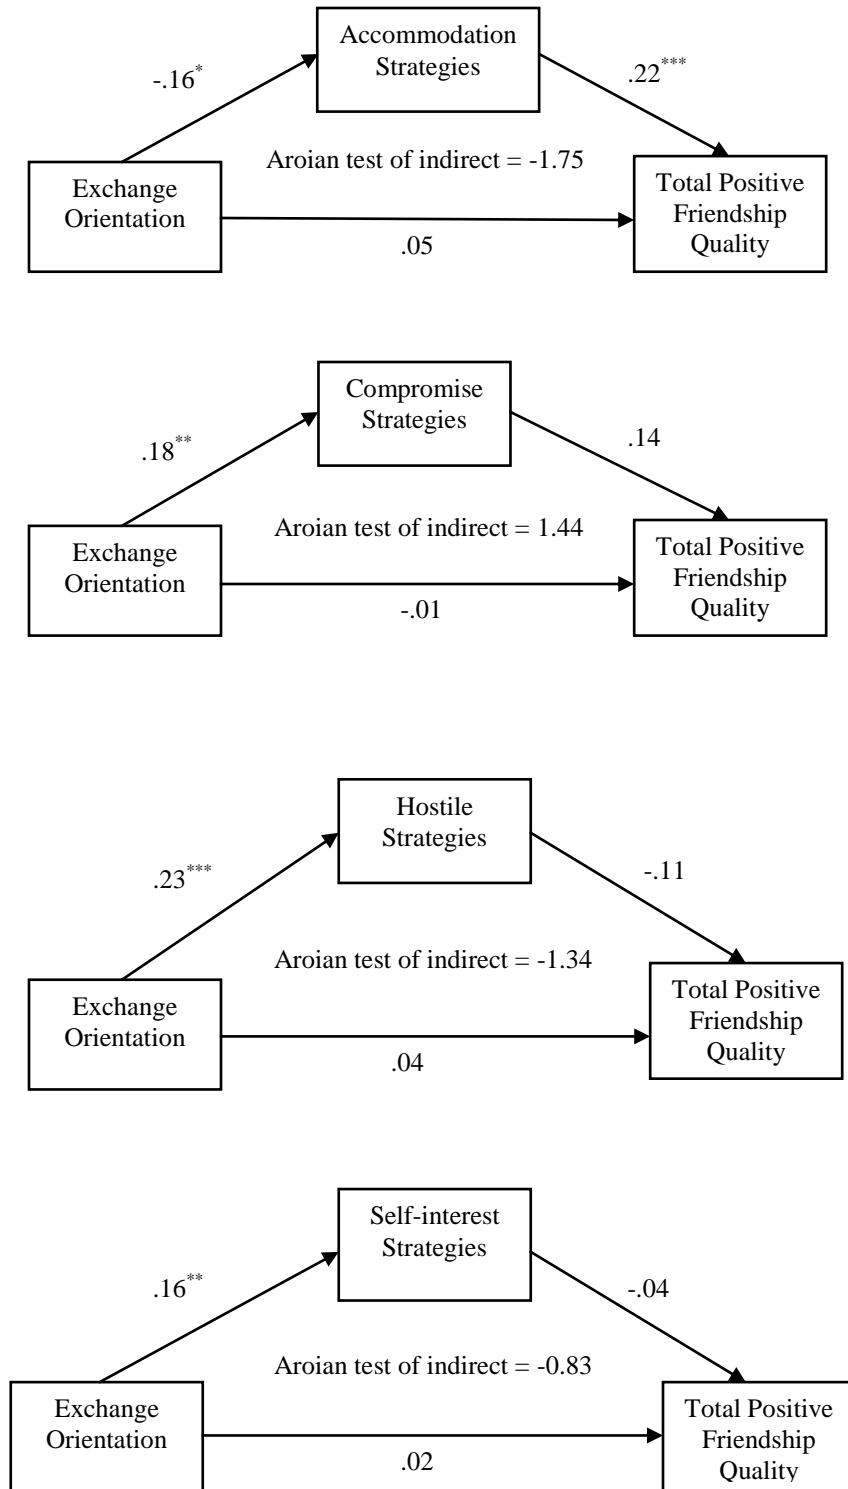 Accommodation
Strategies
-.16*
.22***
Aroian test of indirect = -1.75
Exchange
Orientation
Total Positive
Friendship
Quality
.05
Compromise
Strategies
.18**
.14
Aroian test of indirect = 1.44
Exchange
Orientation
Total Positive
Friendship
Quality
-.01
Hostile
Strategies
.23***
-.11
Aroian test of indirect = -1.34
Exchange
Orientation
Total Positive
Friendship
Quality
.04
Self-interest
Strategies
.16**
-.04
Aroian test of indirect = -0.83
Exchange
Orientation
Total Positive
Friendship
Quality
.02